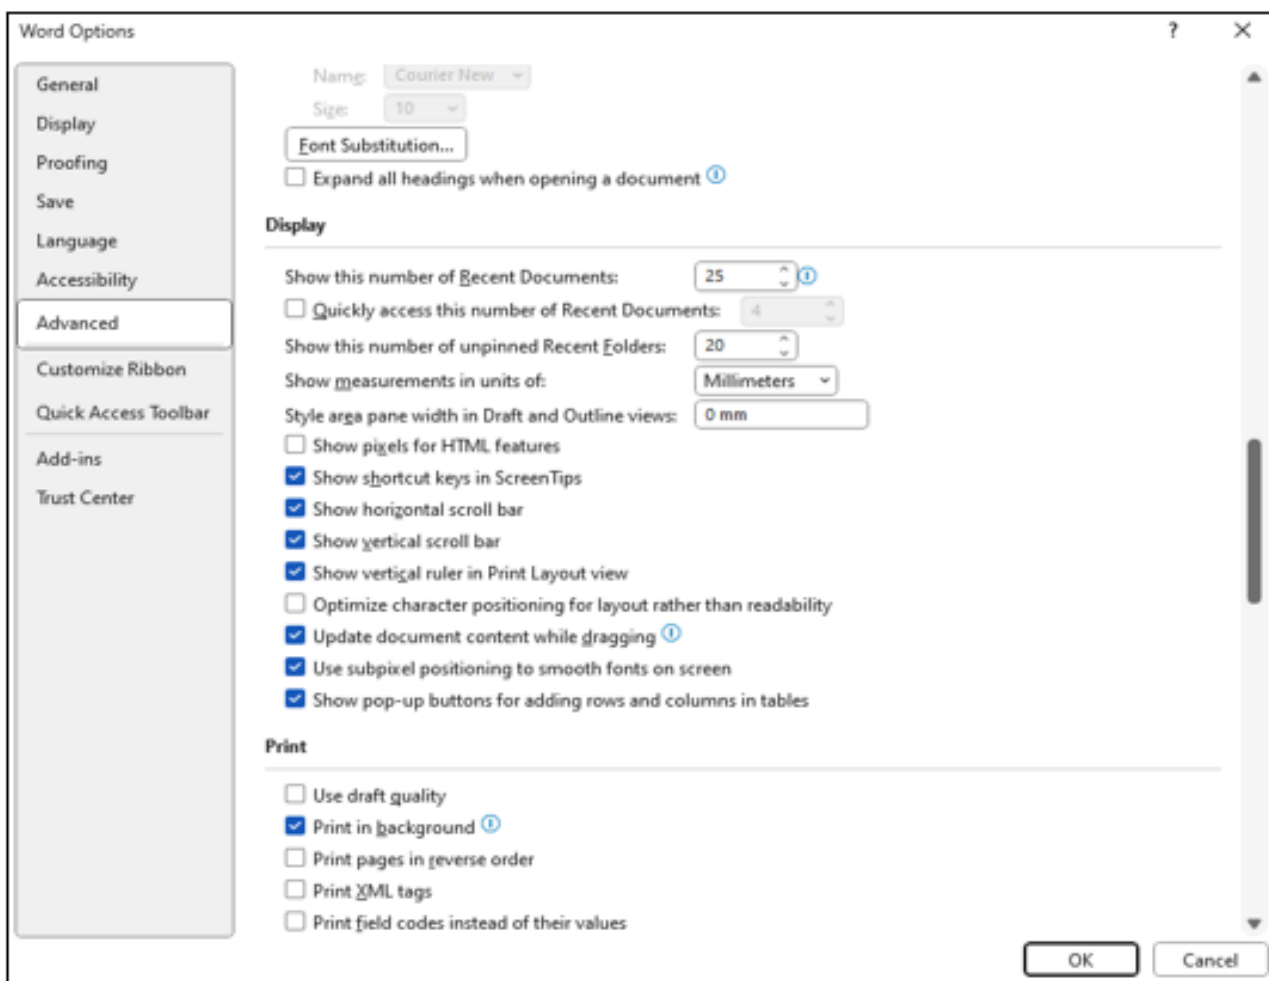 Word Options
?
General
Display
Proofing
Save
Language
Accessibility
Advanced
Customize Ribbon
Quick Access Toolbar
Add-ins
Trust Center
Name: Courier New
Size: 10
Font Substitution...
Expand all headings when opening a document
Display
Show this number of Recent Documents: 25
Quickly access this number of Recent Documents: 4
Show this number of unpinned Recent Folders: 20
Show measurements in units of: Millimeters
Style area pane width in Draft and Outline views: 0 mm
Show pixels for HTML features
Show shortcut keys in ScreenTips
Show horizontal scroll bar
Show vertical scroll bar
Show vertical ruler in Print Layout view
Optimize character positioning for layout rather than readability
Update document content while dragging
Use subpixel positioning to smooth fonts on screen
Show pop-up buttons for adding rows and columns in tables
Print
Use draft quality
Print in background
Print pages in reverse order
Print XML tags
Print field codes instead of their values
OK Cancel